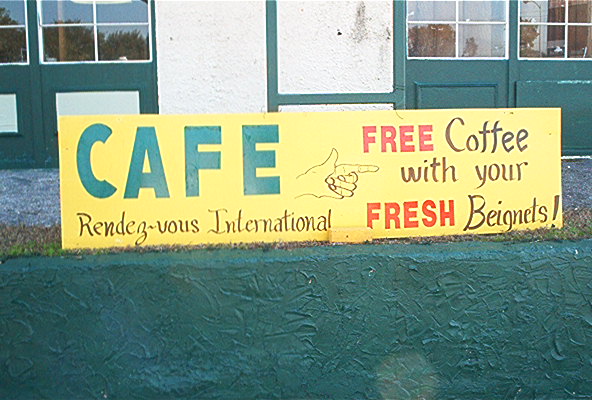 CAFE
Rendez-vous International
FREE Coffee
with your
FRESH Beignets!